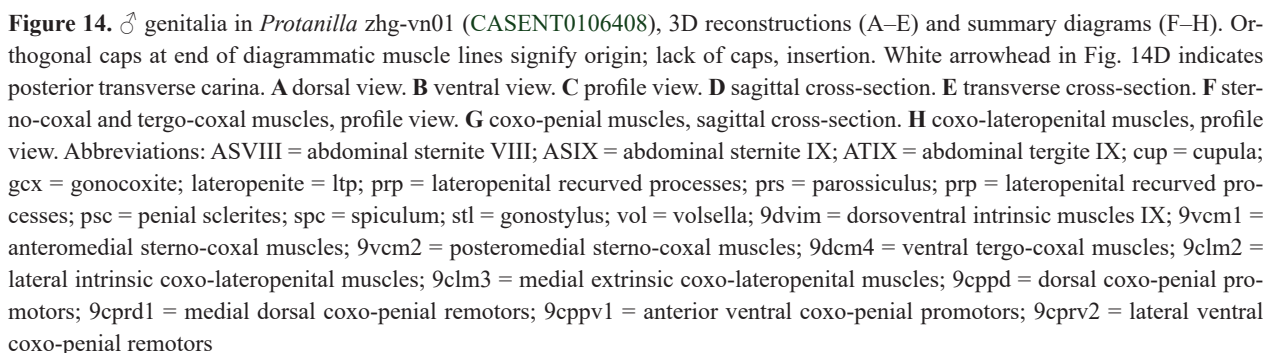 Figure 14. ♂ genitalia in Protanilla zhg-vn01 (CASENT0106408), 3D reconstructions (A–E) and summary diagrams (F–H). Or-
thogonal caps at end of diagrammatic muscle lines signify origin; lack of caps, insertion. White arrowhead in Fig. 14D indicates
posterior transverse carina. A dorsal view. B ventral view. C profile view. D sagittal cross-section. E transverse cross-section. F ster-
no-coxal and tergo-coxal muscles, profile view. G coxo-penial muscles, sagittal cross-section. H coxo-lateropenital muscles, profile
view. Abbreviations: ASVIII = abdominal sternite VIII; ASIX = abdominal sternite IX; ATIX = abdominal tergite IX; cup = cupula;
gcx = gonocoxite; lateropenite = ltp; prp = lateropenital recurved processes; prs = parossiculus; prp = lateropenital recurved pro-
cesses; psc = penial sclerites; spc = spiculum; stl = gonostylus; vol = volsella; 9dvim = dorsoventral intrinsic muscles IX; 9vcm1 =
anteromedial sterno-coxal muscles; 9vcm2 = posteromedial sterno-coxal muscles; 9dcm4 = ventral tergo-coxal muscles; 9clm2 =
lateral intrinsic coxo-lateropenital muscles; 9clm3 = medial extrinsic coxo-lateropenital muscles; 9cppd = dorsal coxo-penial pro-
motors; 9cprd1 = medial dorsal coxo-penial remotors; 9cppv1 = anterior ventral coxo-penial promotors; 9cprv2 = lateral ventral
coxo-penial remotors